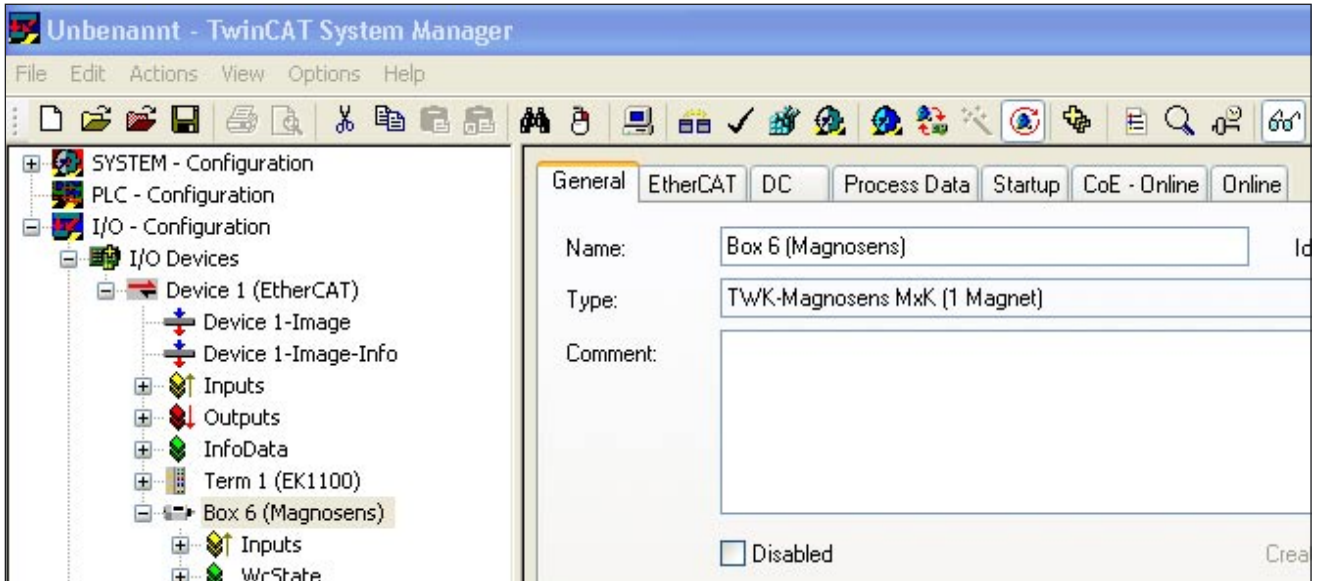 Unbenannt - TwinCAT System Manager
File Edit Actions View Options Help
SYSTEM - Configuration
PLC - Configuration
I/O - Configuration
I/O Devices
Device 1 (EtherCAT)
Device 1-Image
Device 1-Image-Info
Inputs
Outputs
InfoData
Term 1 (EK1100)
Box 6 (Magnosens)
Inputs
WcState
General EtherCAT DC Process Data Startup CoE - Online Online
Name: Box 6 (Magnosens) Id
Type: TWK-Magnosens MxK (1 Magnet)
Comment:
Disabled Crea